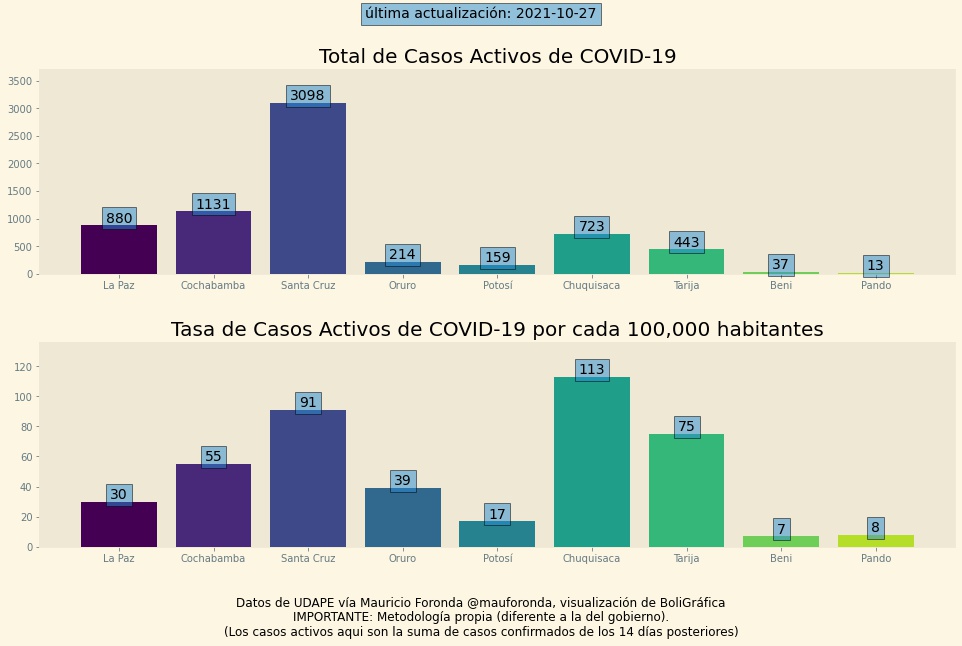 última actualización: 2021-10-27
Total de Casos Activos de COVID-19
3500
3000
2500
2000
1500
1000
500
0
880
1131
3098
214
159
723
443
37
13
La Paz
Cochabamba
Santa Cruz
Oruro
Potosí
Chuquisaca
Tarija
Beni
Pando
Tasa de Casos Activos de COVID-19 por cada 100,000 habitantes
120
100
80
60
40
20
0
30
55
91
39
17
113
75
7
8
La Paz
Cochabamba
Santa Cruz
Oruro
Potosí
Chuquisaca
Tarija
Beni
Pando
Datos de UDAPE vía Mauricio Foronda @mauforonda, visualización de BoliGráfica
IMPORTANTE: Metodología propia (diferente a la del gobierno).
(Los casos activos aqui son la suma de casos confirmados de los 14 días posteriores)